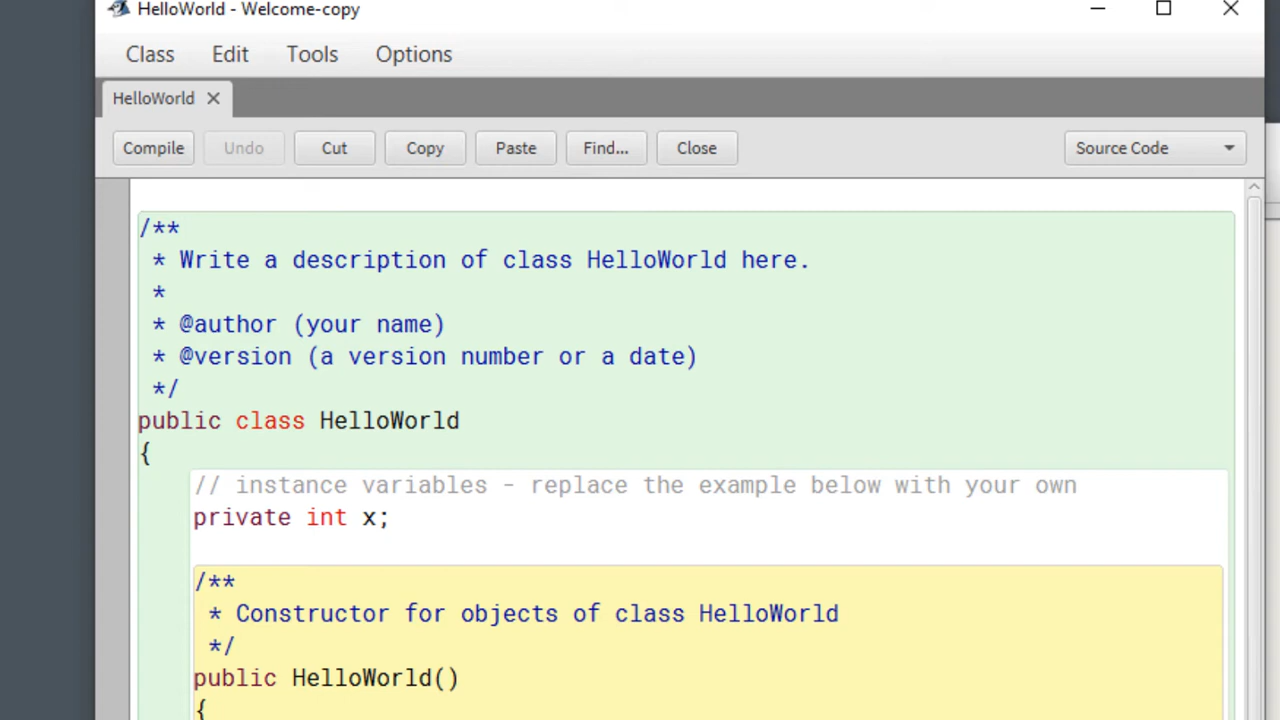 HelloWorld - Welcome-copy
Class Edit Tools Options
HelloWorld
Compile Undo Cut Copy Paste Find... Close Source Code
/**
 * Write a description of class HelloWorld here.
 *
 * @author (your name)
 * @version (a version number or a date)
 */
public class HelloWorld
{
    // instance variables - replace the example below with your own
    private int x;
    /**
     * Constructor for objects of class HelloWorld
     */
    public HelloWorld()
    {